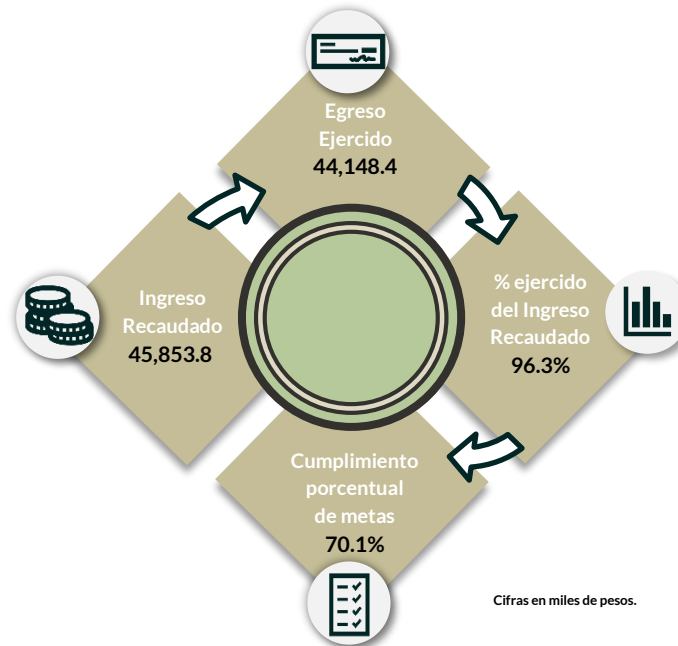 Egreso
Ejercido
44,148.4
Ingreso
Recaudado
45,853.8
% ejercido
del Ingreso
Recaudado
96.3%
Cumplimiento
porcentual
de metas
70.1%
Cifras en miles de pesos.